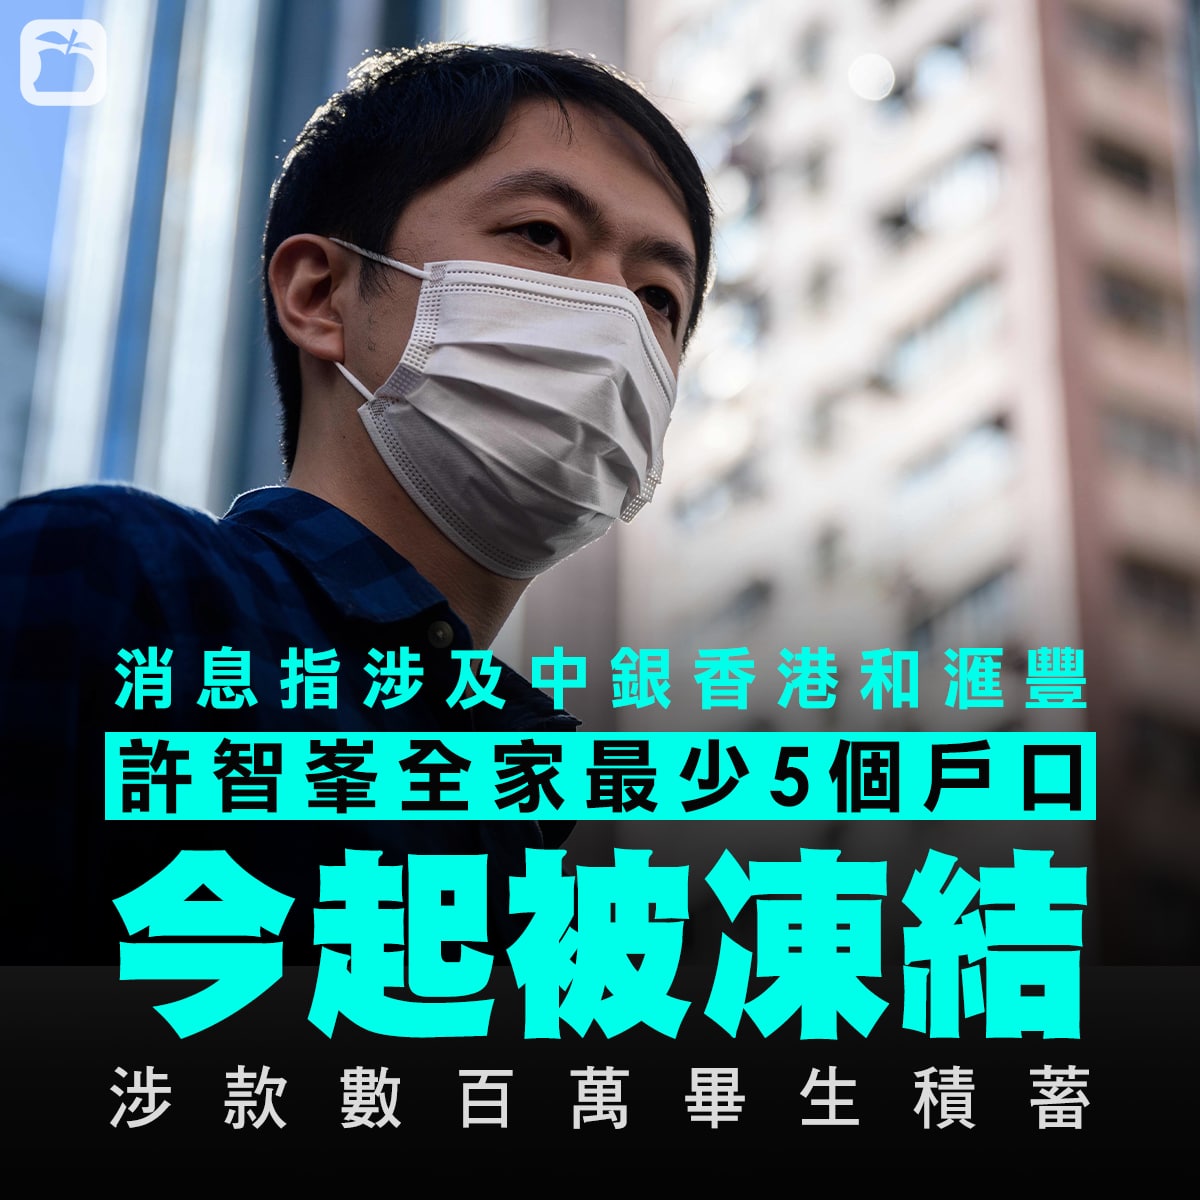 消息指涉及中銀香港和滙豐
許智峯全家最少5個戶口
今起被凍結
涉款數百萬畢生積蓄